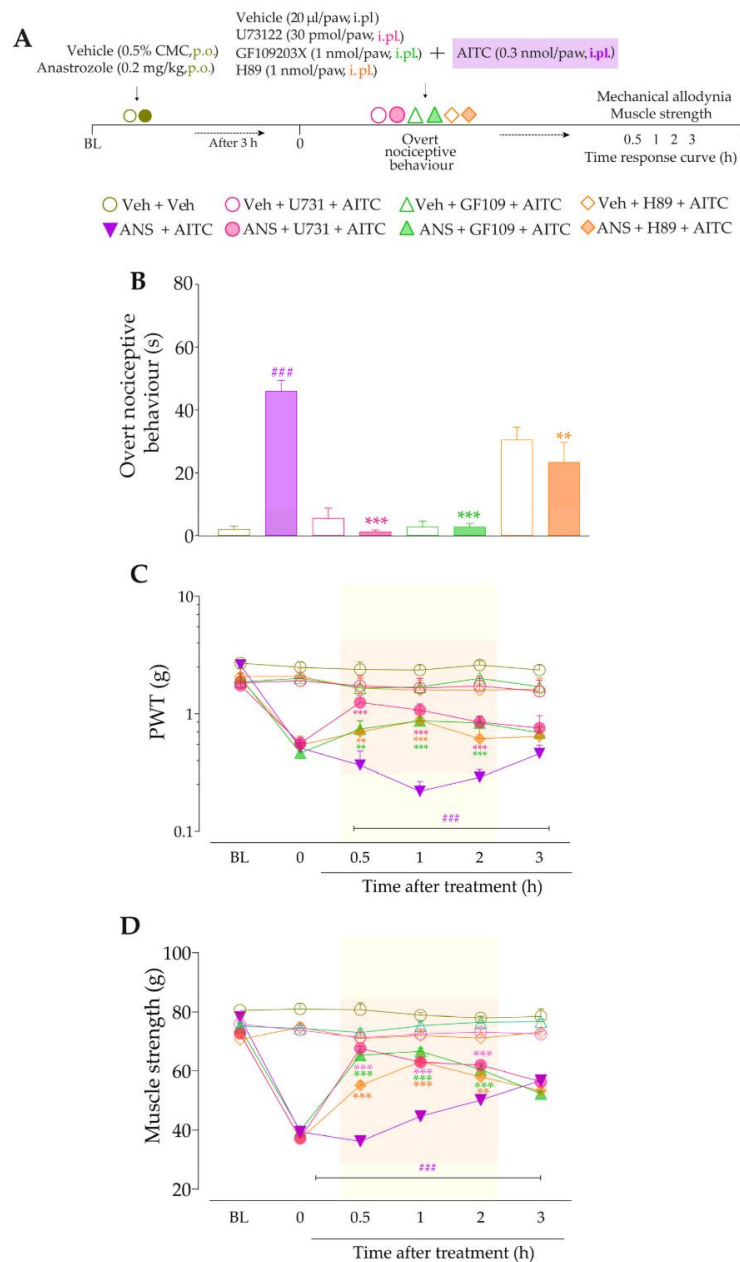 A
Vehicle (0.5% CMC, p.o.)
Anastrozole (0.2 mg/kg, p.o.)
Vehicle (20 µl/paw, i.pl)
U73122 (30 pmol/paw, i.pl.)
GF109203X (1 nmol/paw, i.pl.) + AITC (0.3 nmol/paw, i.pl.)
H89 (1 nmol/paw, i.pl.)
Mechanical allodynia
Muscle strength
0.5 1 2 3
Time response curve (h)
BL
After 3 h
0
Overt
nociceptive
behaviour
Veh + Veh Veh + U731 + AITC Veh + GF109 + AITC Veh + H89 + AITC
ANS + AITC ANS + U731 + AITC ANS + GF109 + AITC ANS + H89 + AITC
B
Overt nociceptive
behaviour (s)
80
60
40
20
0
###
***
***
**
C
PWT (g)
10
1
0.1
***
**
**
***
***
***
***
***
###
BL 0 0.5 1 2 3
Time after treatment (h)
D
Muscle strength (g)
100
80
60
40
20
***
***
***
***
***
***
***
***
**
###
BL 0 0.5 1 2 3
Time after treatment (h)